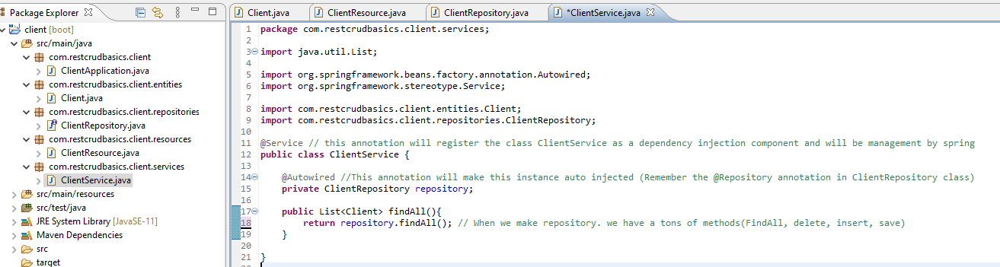 Package Explorer
client [boot]
src/main/java
com.restcrudbasics.client
ClientApplication.java
com.restcrudbasics.client.entities
Client.java
com.restcrudbasics.client.repositories
ClientRepository.java
com.restcrudbasics.client.resources
ClientResource.java
com.restcrudbasics.client.services
ClientService.java
src/main/resources
src/test/java
JRE System Library [JavaSE-11]
Maven Dependencies
src
target
Client.java ClientResource.java ClientRepository.java *ClientService.java
1 package com.restcrudbasics.client.services;
2
3 import java.util.List;
4
5 import org.springframework.beans.factory.annotation.Autowired;
6 import org.springframework.stereotype.Service;
7
8 import com.restcrudbasics.client.entities.Client;
9 import com.restcrudbasics.client.repositories.ClientRepository;
10
11 @Service // this annotation will register the class ClientService as a dependency injection component and will be management by spring
12 public class ClientService {
13
14 @Autowired //This annotation will make this instance auto injected (Remember the @Repository annotation in ClientRepository class)
15 private ClientRepository repository;
16
17 public List<Client> findAll(){
18 return repository.findAll(); // When we make repository. we have a tons of methods(FindAll, delete, insert, save)
19 }
20
21 }